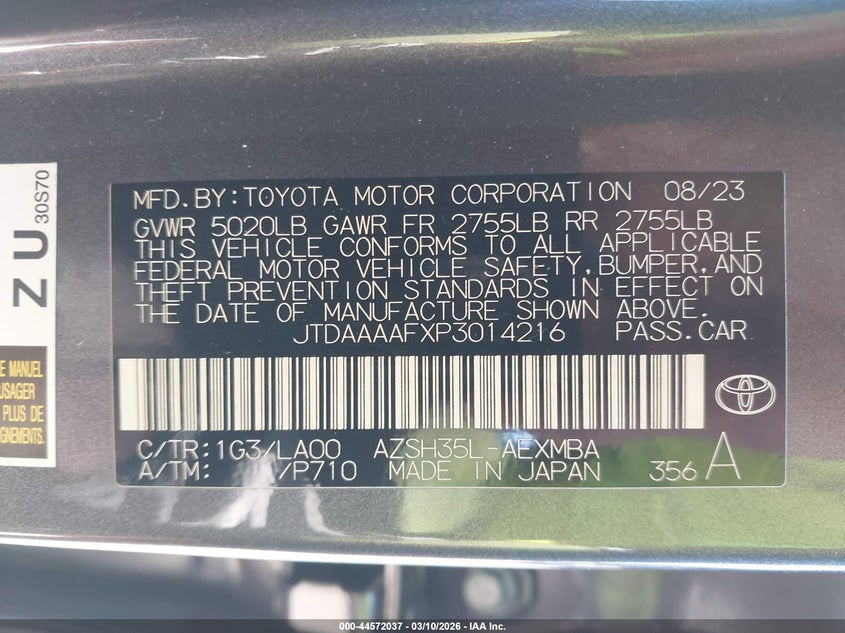 MFD.BY:TOYOTA MOTOR CORPORATION 08/23
GVWR 5020LB GAWR FR 2755LB RR 2755LB
THIS VEHICLE CONFORMS TO ALL APPLICABLE
FEDERAL MOTOR VEHICLE SAFETY,BUMPER,AND
THEFT PREVENTION STANDARDS IN EFFECT ON
THE DATE OF MANUFACTURE SHOWN ABOVE.
JTDAAAAFXP3014216 PASS.CAR
C/TR:1G3/LA00 AZSH35L-AEXMBA
A/TM: /P710 MADE IN JAPAN 356 A
Z U 30S70
E MANUEL
USAGER
PLUS DE
IGNEMENTS.
000-44572037 - 03/10/2026 - IAA Inc.